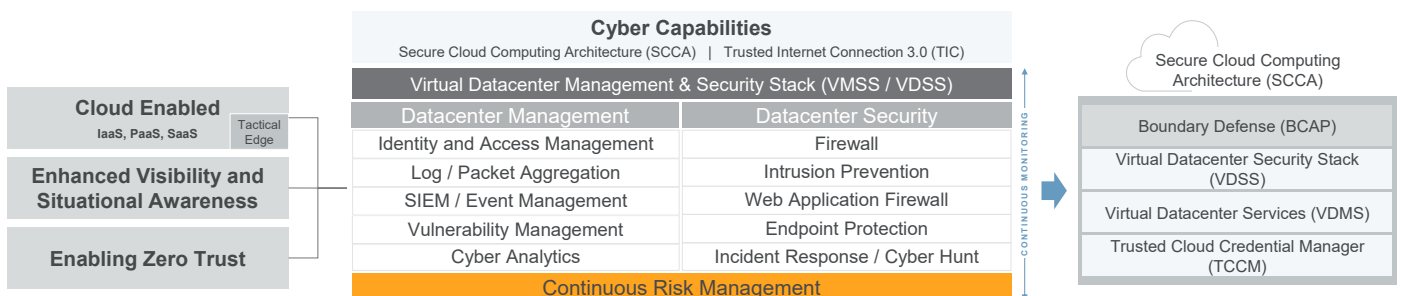 Cloud Enabled
IaaS, PaaS, SaaS
Tactical
Edge
Enhanced Visibility and
Situational Awareness
Enabling Zero Trust
Cyber Capabilities
Secure Cloud Computing Architecture (SCCA) | Trusted Internet Connection 3.0 (TIC)
Virtual Datacenter Management & Security Stack (VMSS / VDSS)
Datacenter Management
Datacenter Security
Identity and Access Management
Firewall
Log / Packet Aggregation
Intrusion Prevention
SIEM / Event Management
Web Application Firewall
Vulnerability Management
Endpoint Protection
Cyber Analytics
Incident Response / Cyber Hunt
Continuous Risk Management
CONTINUOUS MONITORING
Secure Cloud Computing
Architecture (SCCA)
Boundary Defense (BCAP)
Virtual Datacenter Security Stack
(VDSS)
Virtual Datacenter Services (VDMS)
Trusted Cloud Credential Manager
(TCCM)